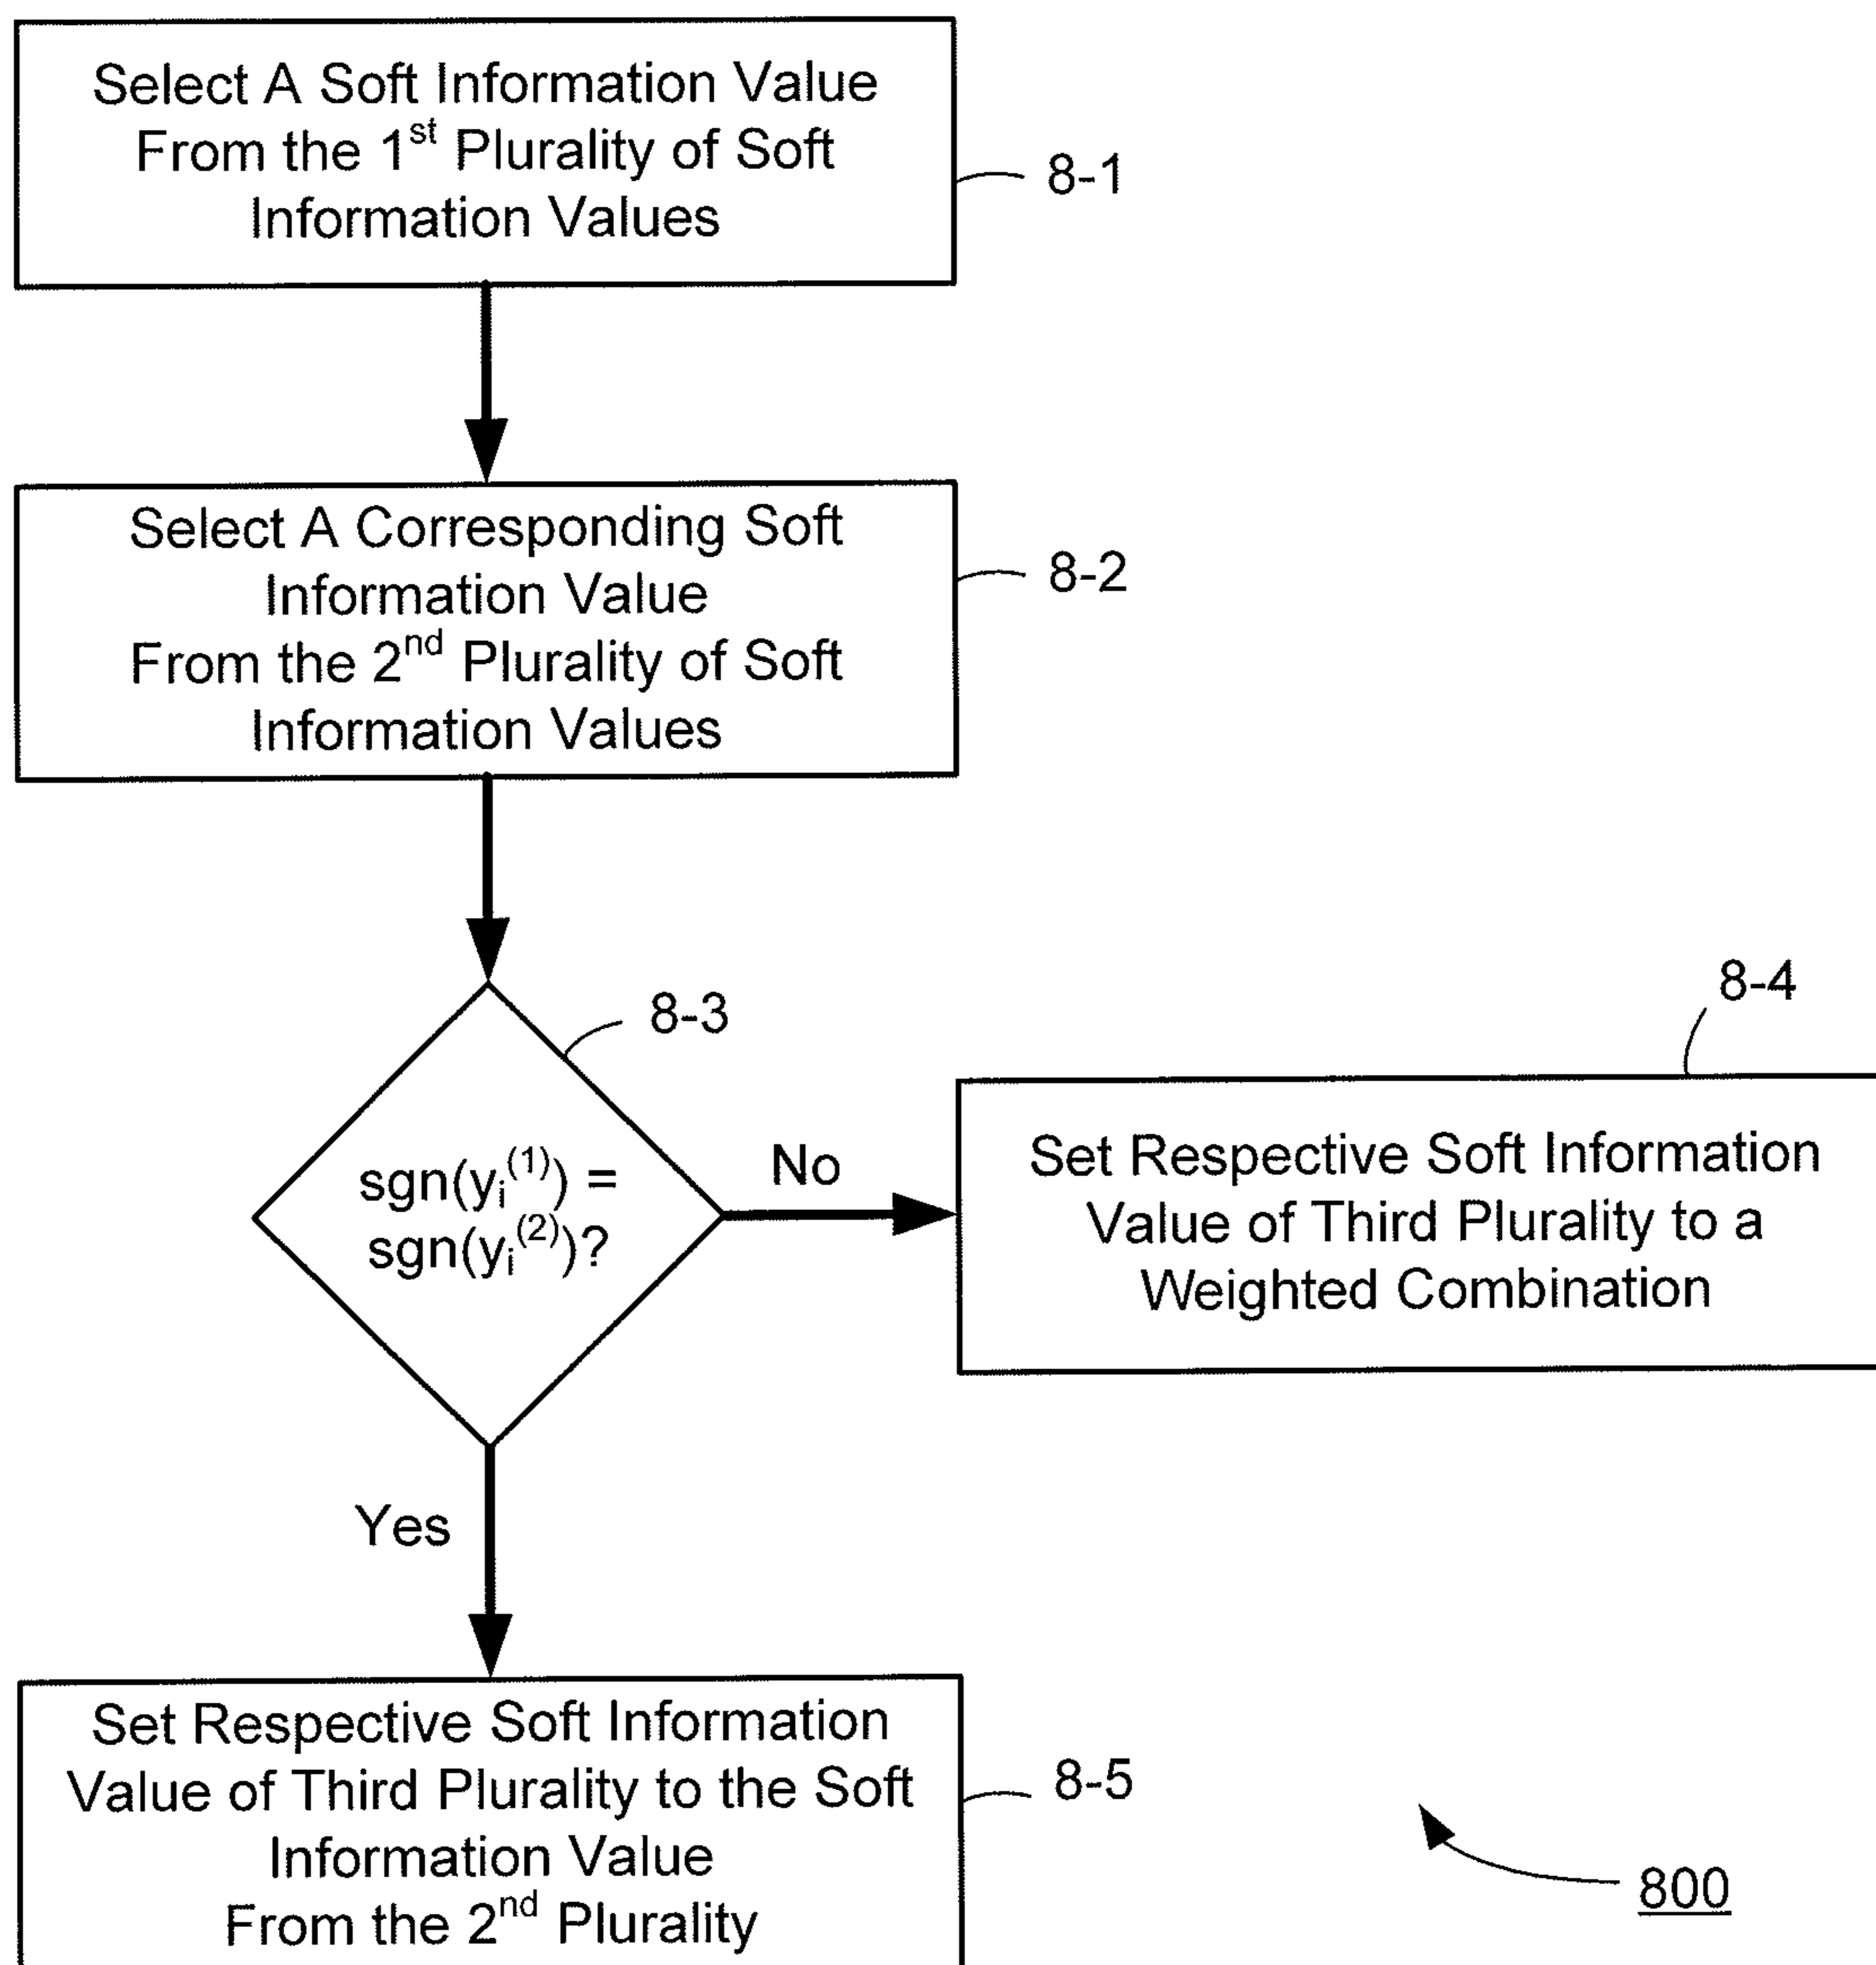 Select A Soft Information Value
From the 1st Plurality of Soft
Information Values
8-1
Select A Corresponding Soft
Information Value
From the 2nd Plurality of Soft
Information Values
8-2
8-3
sgn(yi(1)) =
sgn(yi(2))?
No
8-4
Set Respective Soft Information
Value of Third Plurality to a
Weighted Combination
Yes
Set Respective Soft Information
Value of Third Plurality to the Soft
Information Value
From the 2nd Plurality
8-5
800